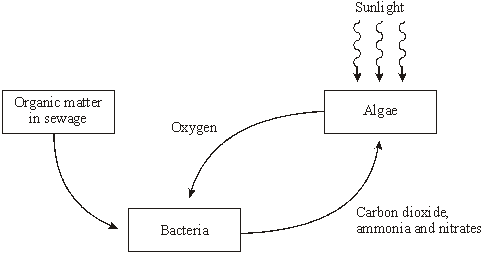 Sunlight
Organic matter
in sewage
Algae
Oxygen
Bacteria
Carbon dioxide,
ammonia and nitrates